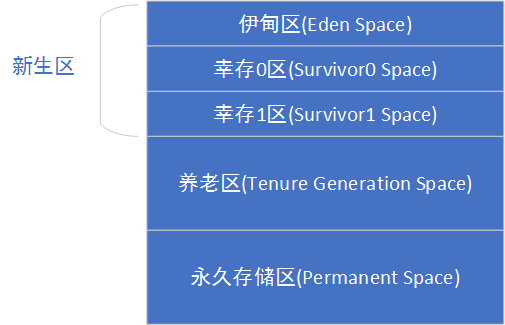 新生区
伊甸区(Eden Space)
幸存0区(Survivor0 Space)
幸存1区(Survivor1 Space)
养老区(Tenure Generation Space)
永久存储区(Permanent Space)